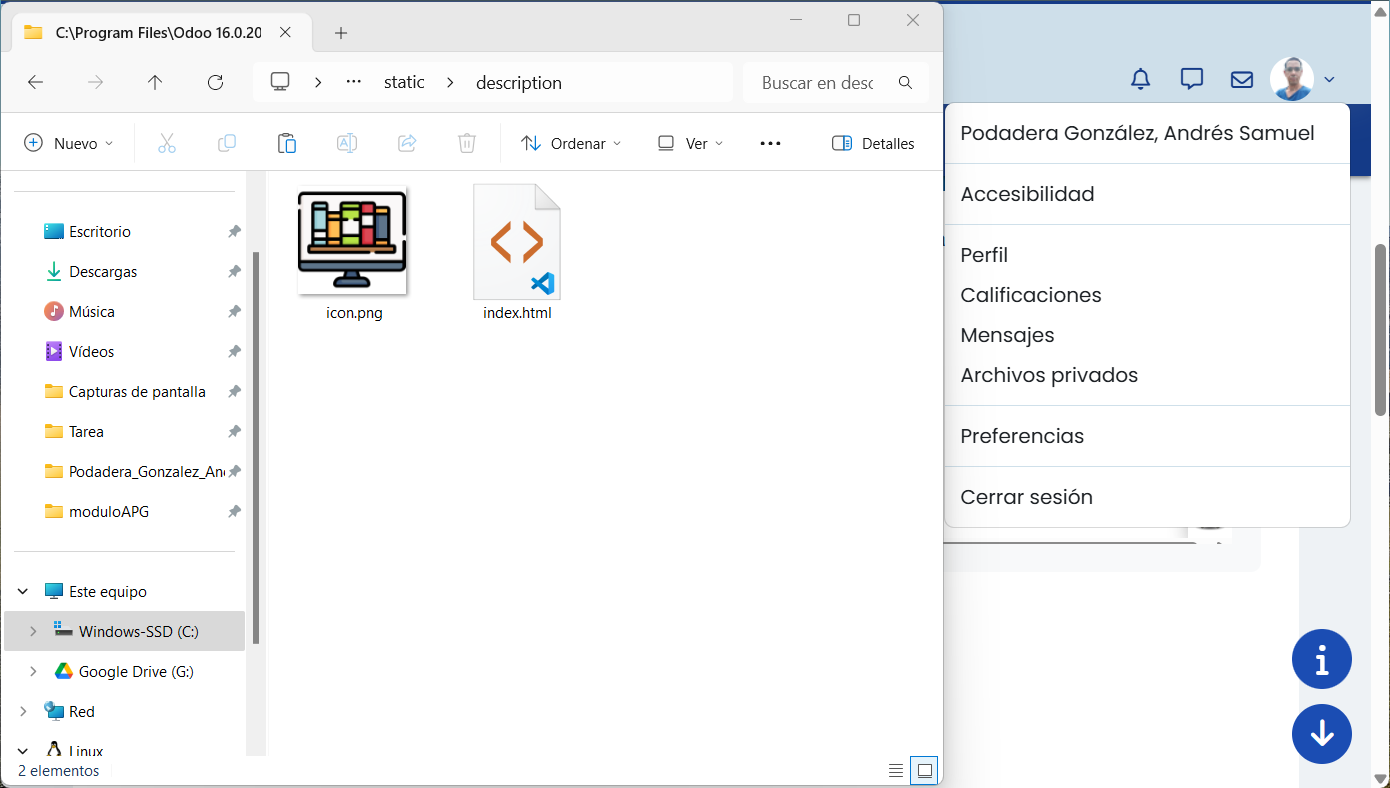 C:\Program Files\Odoo 16.0.20
static
description
Buscar en desc
Nuevo
Ordenar
Ver
Detalles
Escritorio
Descargas
Música
Vídeos
Capturas de pantalla
Tarea
Podadera_Gonzalez_And
moduloAPG
Este equipo
Windows-SSD (C:)
Google Drive (G:)
Red
Linux
icon.png
index.html
2 elementos
Podadera González, Andrés Samuel
Accesibilidad
Perfil
Calificaciones
Mensajes
Archivos privados
Preferencias
Cerrar sesión